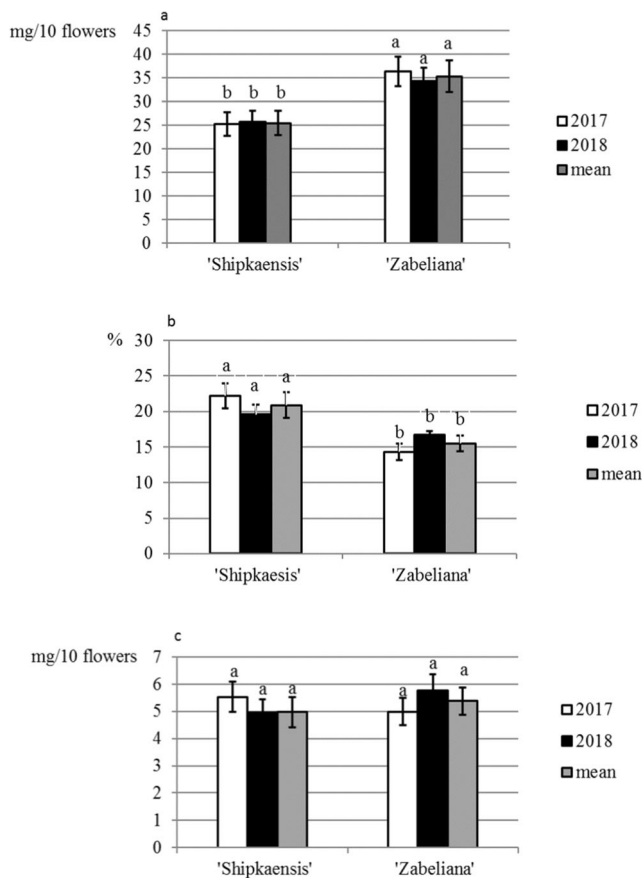 mg/10 flowers
a
45
40
35
30
25
20
15
10
5
0
b b b
a a a
'Shipkaensis' 'Zabeliana'
2017
2018
mean
b
%
30
25
20
15
10
5
0
a a a
b b b
'Shipkaesis' 'Zabeliana'
2017
2018
mean
c
mg/10 flowers
7
6
5
4
3
2
1
0
a a a
a a a
'Shipkaensis' 'Zabeliana'
2017
2018
mean